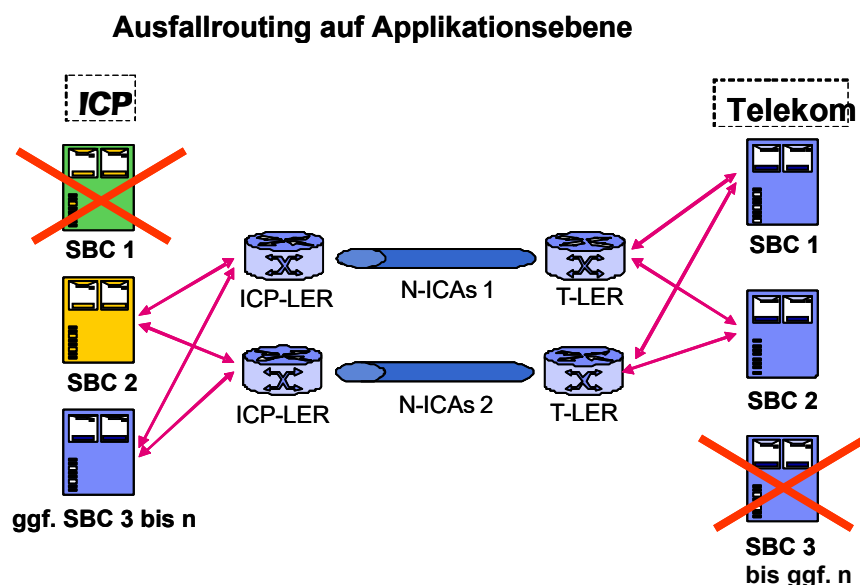 Ausfallrouting auf Applikationsebene
ICP
Telekom
SBC 1
SBC 1
ICP-LER
N-ICAs 1
T-LER
SBC 2
SBC 2
ICP-LER
N-ICAs 2
T-LER
ggf. SBC 3 bis n
SBC 3
bis ggf. n